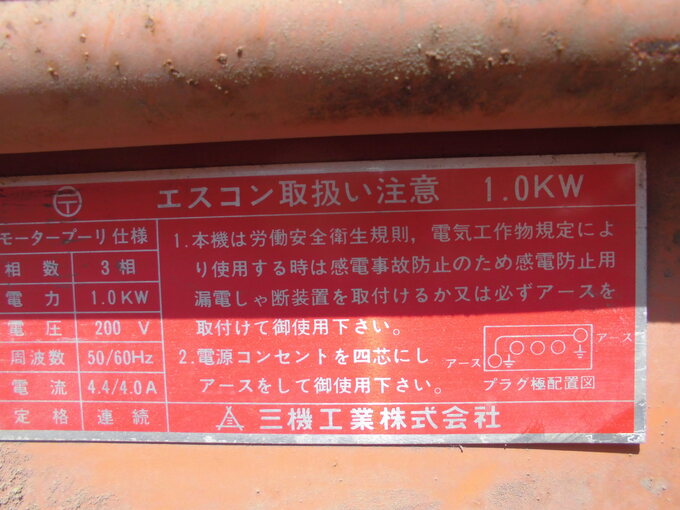 〒 エスコン取扱い注意 1.0KW
モータープーリ仕様
相数 3相
電力 1.0KW
電圧 200 V
周波数 50/60Hz
電流 4.4/4.0A
定格 連続
1.本機は労働安全衛生規則,電気工作物規定によ
り使用する時は感電事故防止のため感電防止用
漏電しゃ断装置を取付けるか又は必ずアースを
取付けて御使用下さい。
2.電源コンセントを四芯にし
アースをして御使用下さい。
アース
アース
プラグ極配置図
三機工業株式会社